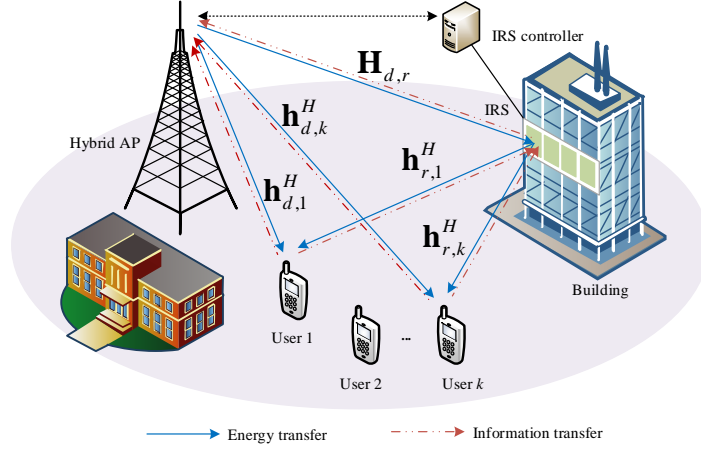 IRS controller
H_{d,r}
IRS
h^H_{d,k}
Hybrid AP
h^H_{r,1}
h^H_{d,1}
h^H_{r,k}
Building
User 1
User 2
...
User k
Energy transfer
Information transfer